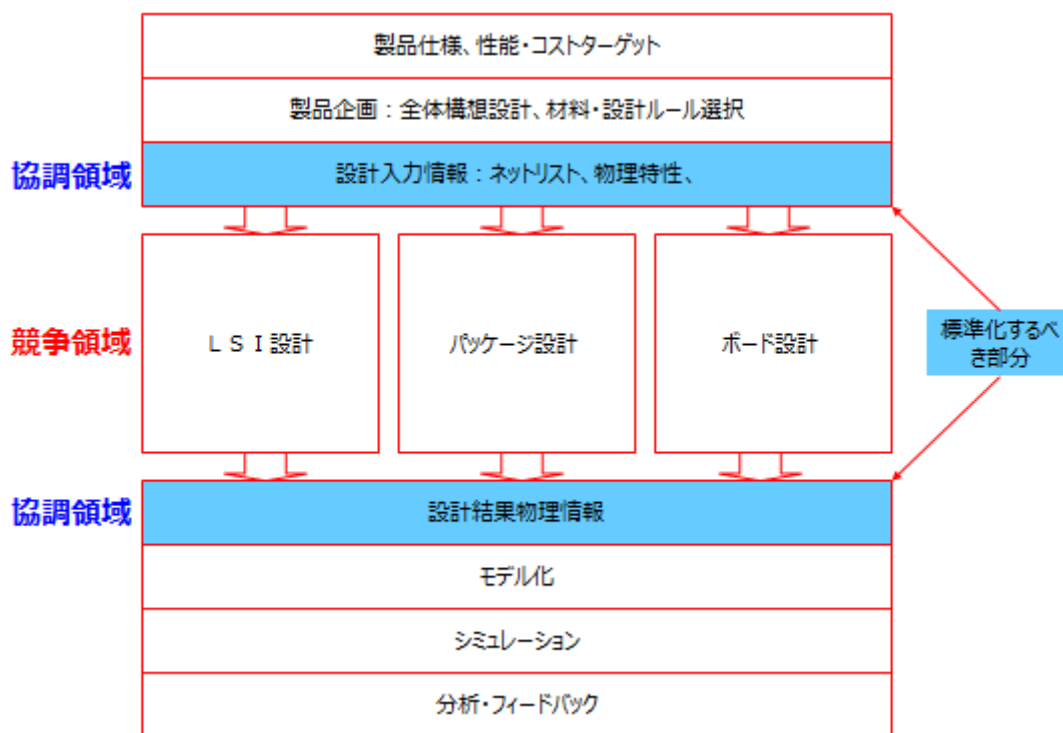 製品仕様、性能・コストターゲット
製品企画：全体構想設計、材料・設計ルール選択
協調領域
設計入力情報：ネットリスト、物理特性、
競争領域
ＬＳＩ設計
パッケージ設計
ボード設計
標準化するべ
き部分
協調領域
設計結果物理情報
モデル化
シミュレーション
分析・フィードバック